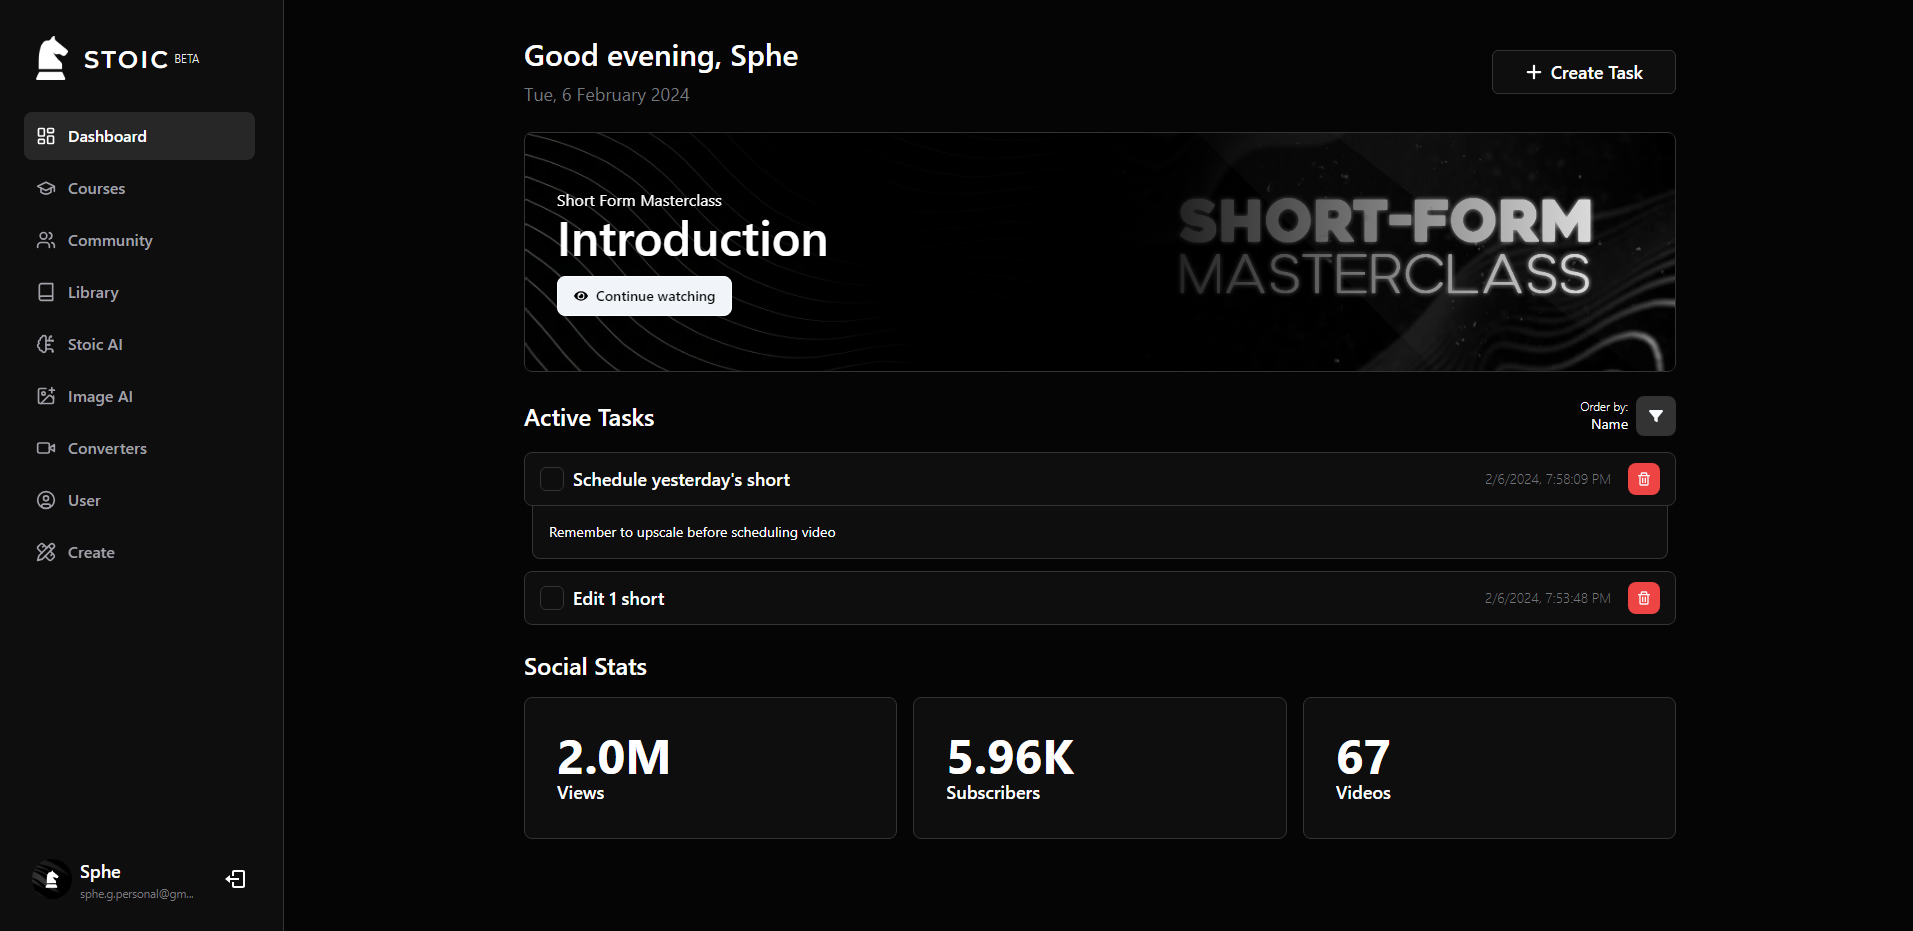 STOIC BETA
Dashboard
Courses
Community
Library
Stoic AI
Image AI
Converters
User
Create
Sphe
sphe.g.personal@gm...
Good evening, Sphe
Tue, 6 February 2024
+ Create Task
Short Form Masterclass
Introduction
Continue watching
SHORT-FORM
MASTERCLASS
Active Tasks
Order by:
Name
Schedule yesterday's short
2/6/2024, 7:58:09 PM
Remember to upscale before scheduling video
Edit 1 short
2/6/2024, 7:53:48 PM
Social Stats
2.0M
Views
5.96K
Subscribers
67
Videos